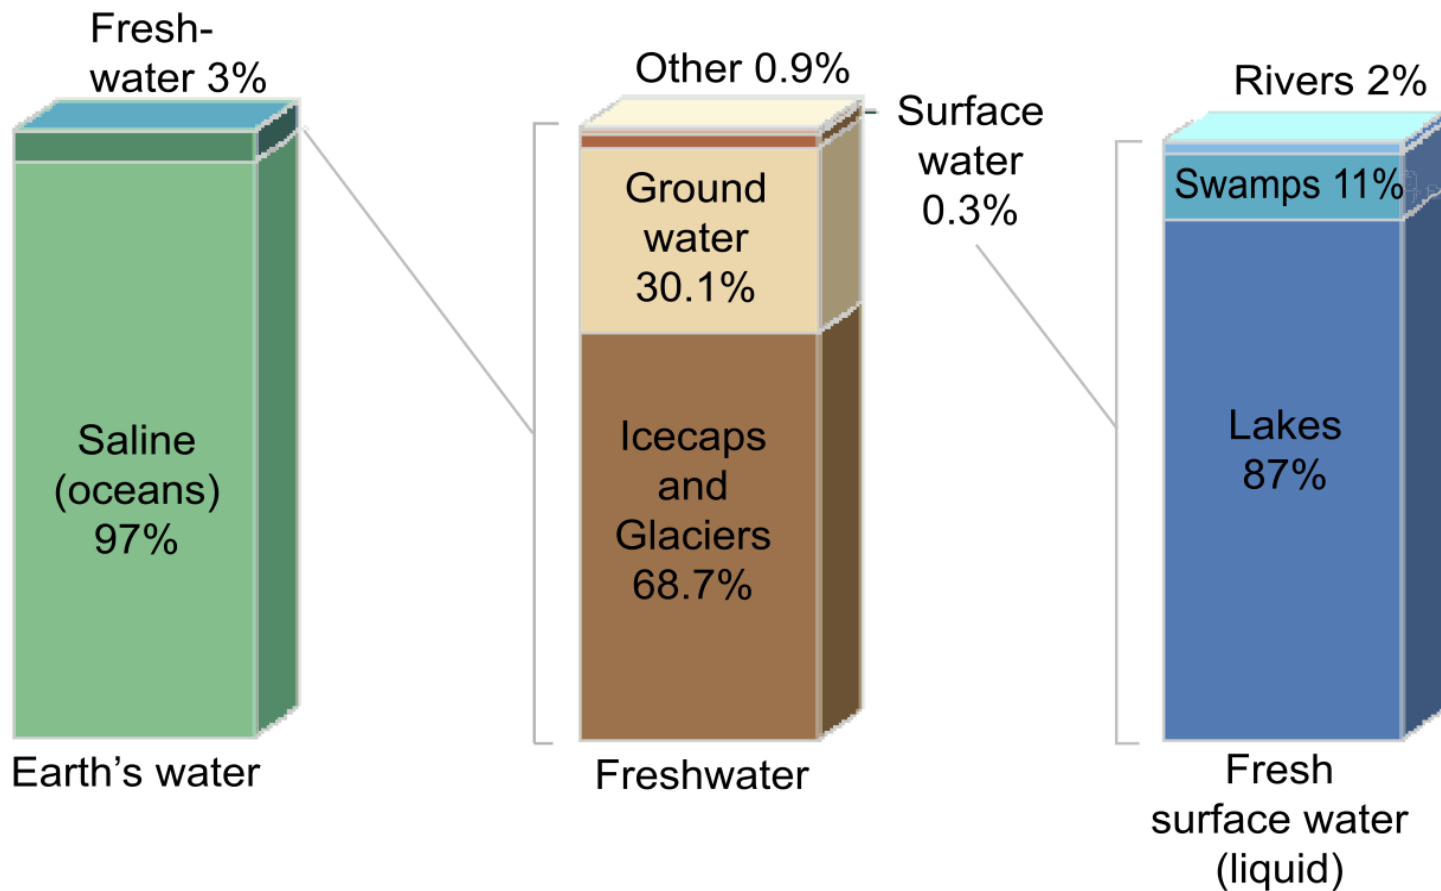 Fresh-
water 3%
Saline
(oceans)
97%
Earth’s water
Other 0.9%
Surface
water
0.3%
Ground
water
30.1%
Icecaps
and
Glaciers
68.7%
Freshwater
Rivers 2%
Swamps 11%
Lakes
87%
Fresh
surface water
(liquid)